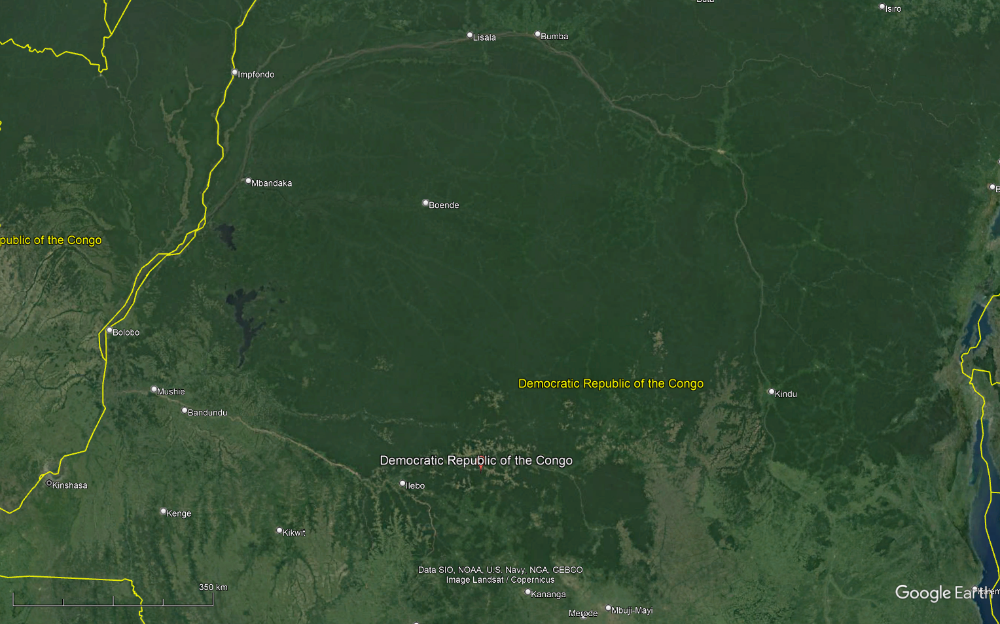 Buta
Isiro
Lisala
Bumba
Impfondo
Mbandaka
B
Boende
public of the Congo
Bolobo
Democratic Republic of the Congo
Mushie
Kindu
Bandundu
Democratic Republic of the Congo
Kinshasa
Ilebo
Kenge
Kikwit
Data SIO, NOAA, U.S. Navy, NGA, GEBCO
Image Landsat / Copernicus
350 km
Kananga
Google Earth
Kalem
Merode
Mbuji-Mayi